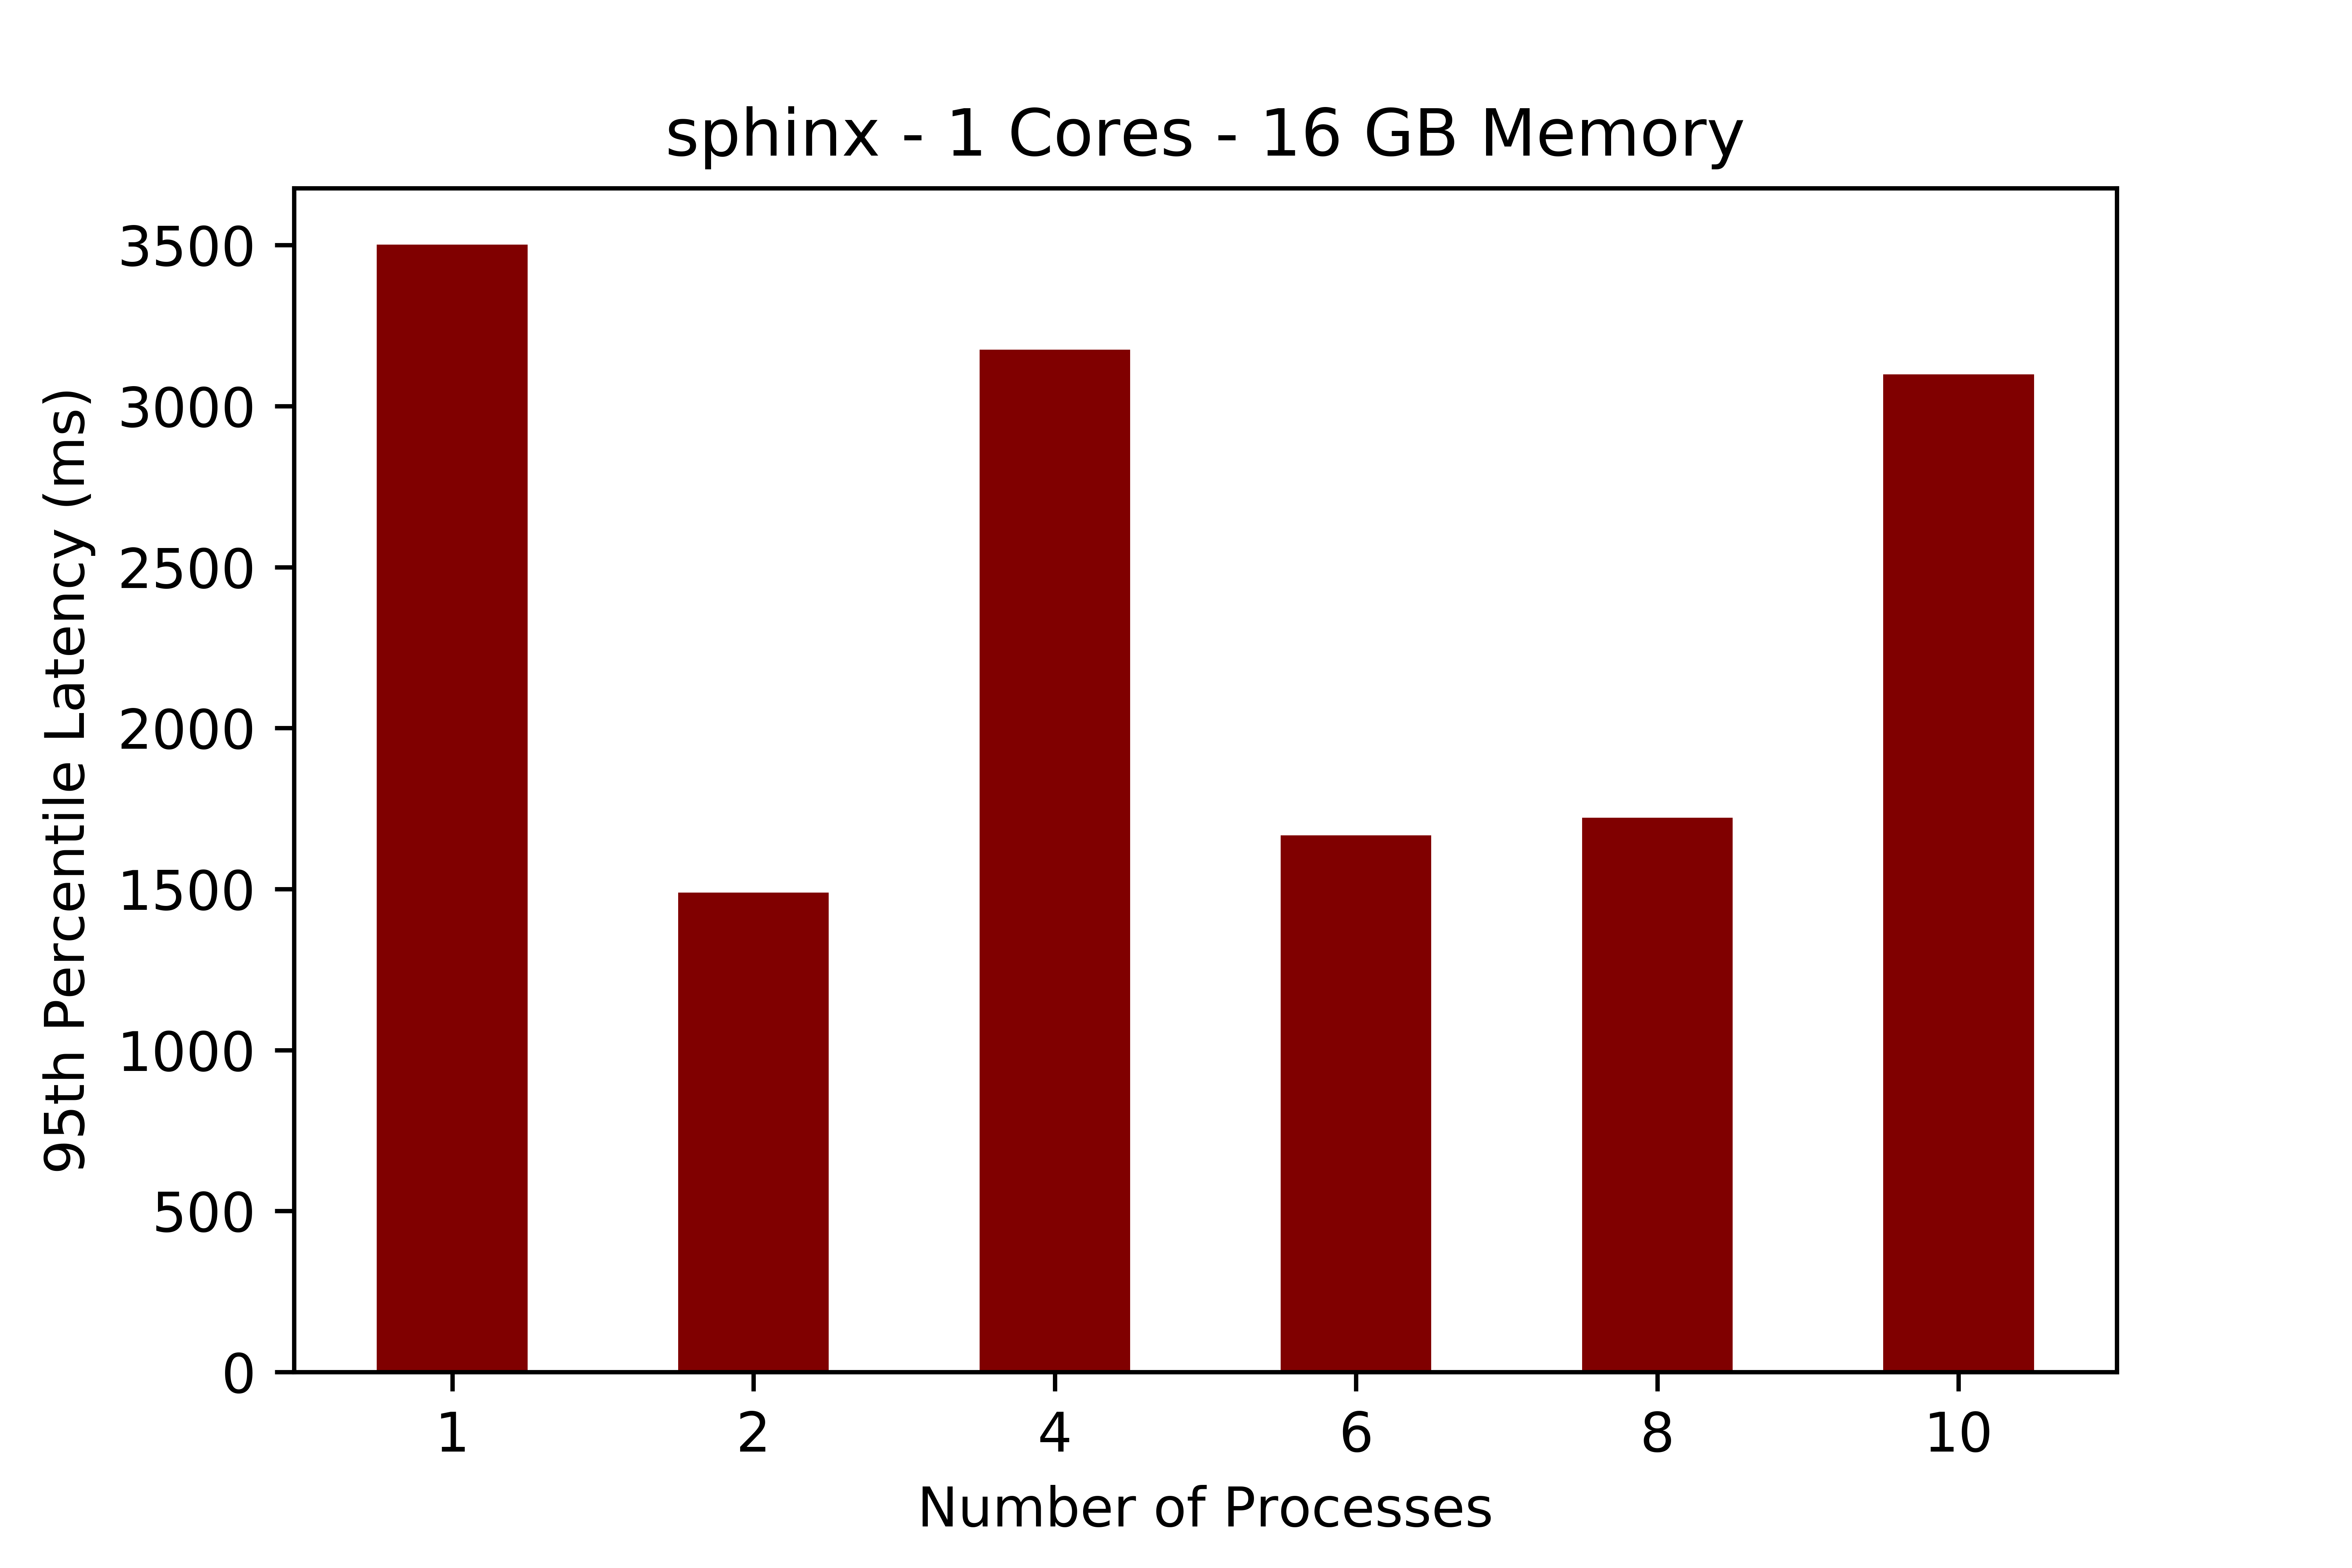 sphinx - 1 Cores - 16 GB Memory
95th Percentile Latency (ms)
3500
3000
2500
2000
1500
1000
500
0
1 2 4 6 8 10
Number of Processes